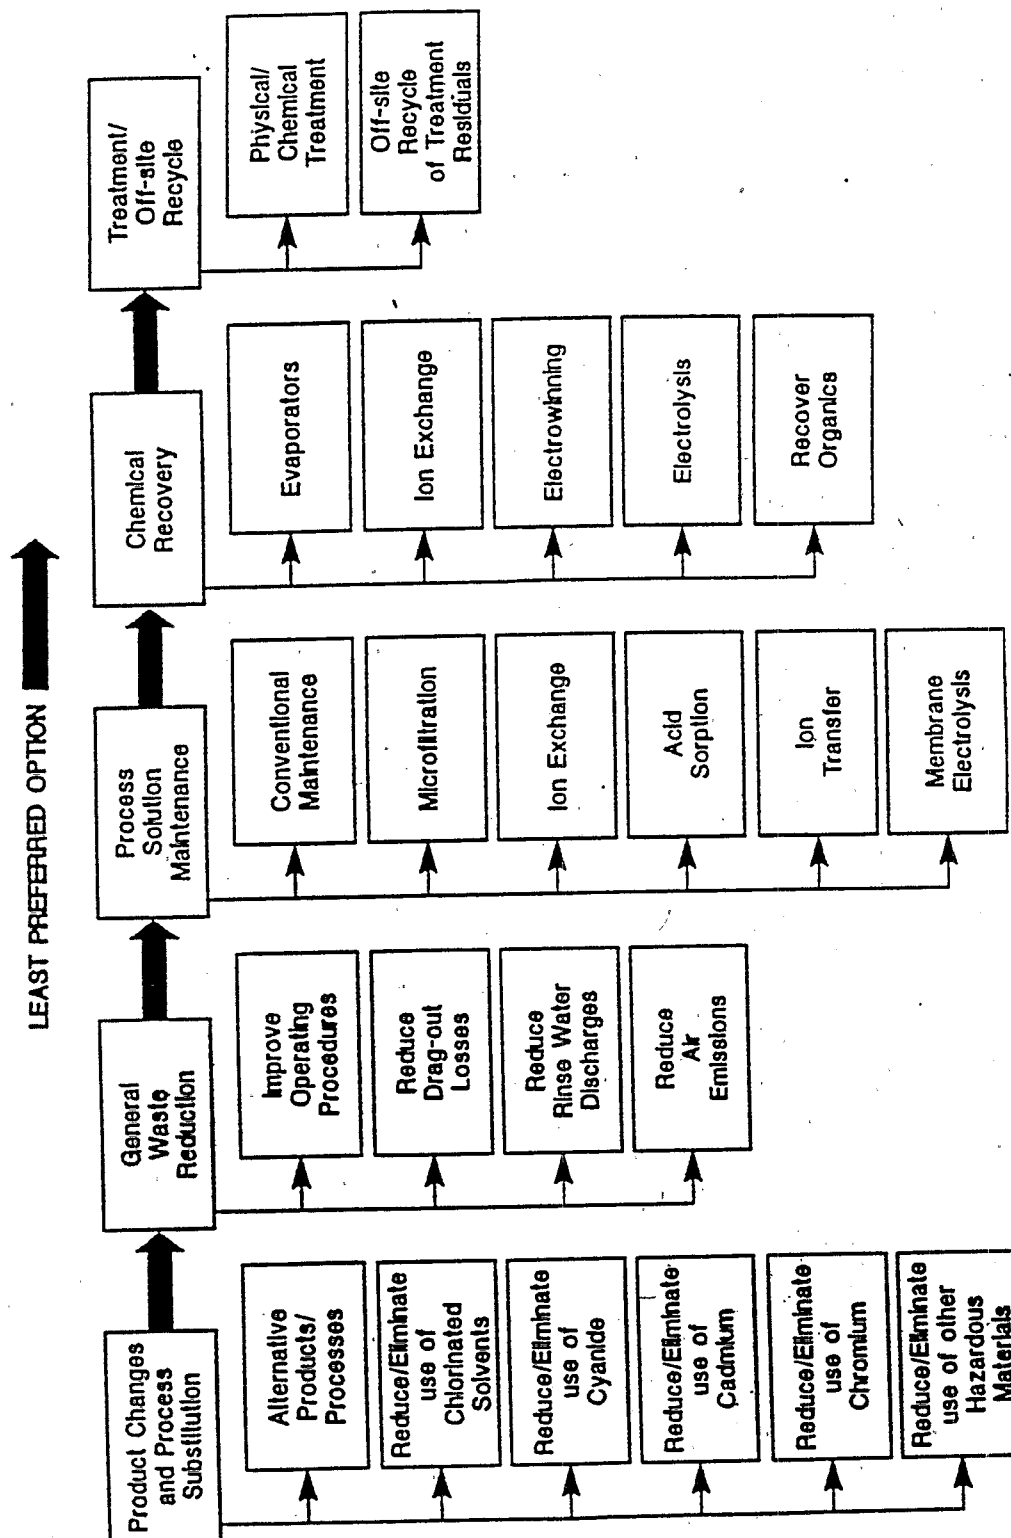 LEAST PREFERRED OPTION
Product Changes
and Process
Substitution
Alternative
Products/
Processes
Reduce/Eliminate
use of
Chlorinated
Solvents
Reduce/Eliminate
use of
Cyanide
Reduce/Eliminate
use of
Cadmium
Reduce/Eliminate
use of
Chromium
Reduce/Eliminate
use of other
Hazardous
Materials
General
Waste
Reduction
Improve
Operating
Procedures
Reduce
Drag-out
Losses
Reduce
Rinse Water
Discharges
Reduce
Air
Emissions
Process
Solution
Maintenance
Conventional
Maintenance
Microfiltration
Ion Exchange
Acid
Sorption
Ion
Transfer
Membrane
Electrolysis
Chemical
Recovery
Evaporators
Ion Exchange
Electrowinning
Electrolysis
Recover
Organics
Treatment/
Off-site
Recycle
Physical/
Chemical
Treatment
Off-site
Recycle
of Treatment
Residuals